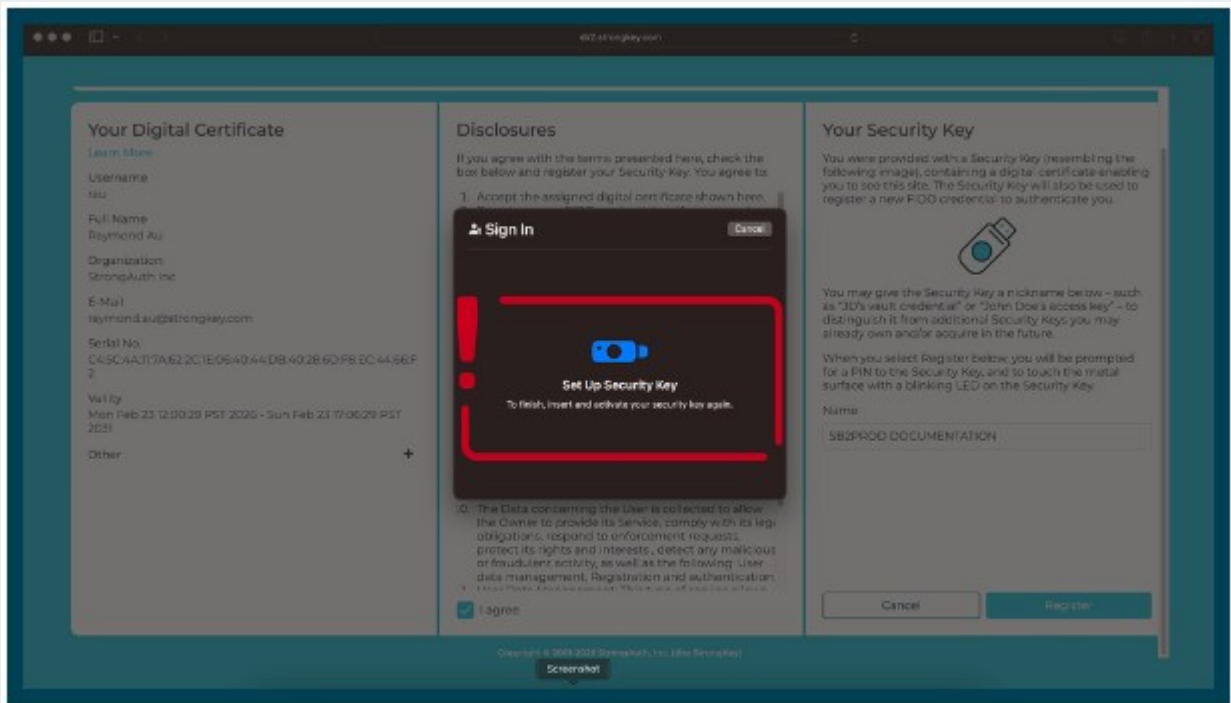 Your Digital Certificate
Learn More
Username
Full Name
Raymond Au
Organization
StrongAuth Inc
E-Mail
raymond.au@strongkey.com
Serial No.
Validity
Mon Feb 23 12:00:29 PST 2026 - Sun Feb 23 17:06:29 PST
2031
Other
+
Disclosures
If you agree with the terms presented here, check the
box below and register your Security Key. You agree to:
1. Accept the assigned digital certificate shown here.
Sign In
Cancel
Set Up Security Key
To finish, insert and activate your security key again.
0. The Data concerning the User is collected to allow
the Owner to provide its Service, comply with its leg
obligations, respond to enforcement requests,
protect its rights and interests , detect any malicious
or fraudulent activity, as well as the following: User
data management, Registration and authentication
I agree
Your Security Key
You were provided with a Security Key (resembling the
following image), containing a digital certificate enabling
you to see this site. The Security Key will also be used to
register a new FIDO credential to authenticate you.
You may give the Security Key a nickname below – such
as "JD's vault credential" or "John Doe's access key" – to
distinguish it from additional Security Keys you may
already own and/or acquire in the future.
When you select Register below, you will be prompted
for a PIN to the Security Key, and to touch the metal
surface with a blinking LED on the Security Key.
Name
SB2PROD DOCUMENTATION
Cancel
Register
Screenshot